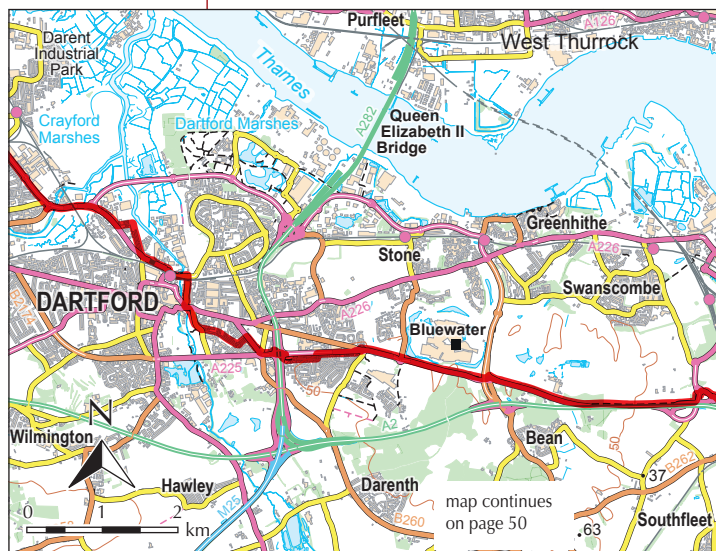 Purfleet
A126
Darent
Industrial
Park
West Thurrock
Thames
A282
Crayford
Marshes
Dartford Marshes
Queen
Elizabeth II
Bridge
Greenhithe
Stone
A226
Swanscombe
DARTFORD
A226
Bluewater
A225
50
N
A2
50
Wilmington
Bean
B262
37
Hawley
Darenth
M25
0 1 2
km
B260
map continues
on page 50
63
Southfleet